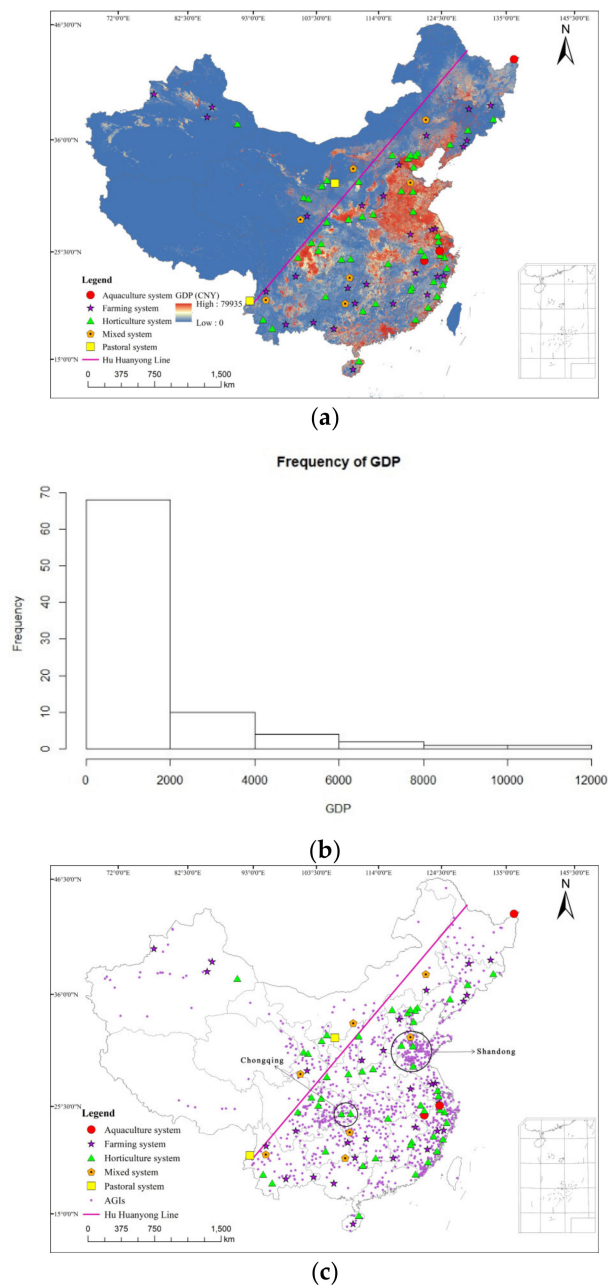 72°0'0"E 82°30'0"E 93°0'0"E 103°30'0"E 114°0'0"E 124°30'0"E 135°0'0"E 145°30'0"E
46°30'0"N
N
36°0'0"N
25°30'0"N
15°0'0"N
Legend
Aquaculture system GDP (CNY)
Farming system High : 79935
Horticulture system
Mixed system Low : 0
Pastoral system
Hu Huanyong Line
0 375 750 1,500
km
(a)
Frequency of GDP
70
60
50
40
30
20
10
0
Frequency
0 2000 4000 6000 8000 10000 12000
GDP
(b)
72°0'0"E 82°30'0"E 93°0'0"E 103°30'0"E 114°0'0"E 124°30'0"E 135°0'0"E 145°30'0"E
46°30'0"N
N
36°0'0"N
Chongqing
Shandong
25°30'0"N
15°0'0"N
Legend
Aquaculture system
Farming system
Horticulture system
Mixed system
Pastoral system
AGIs
Hu Huanyong Line
0 375 750 1,500
km
(c)